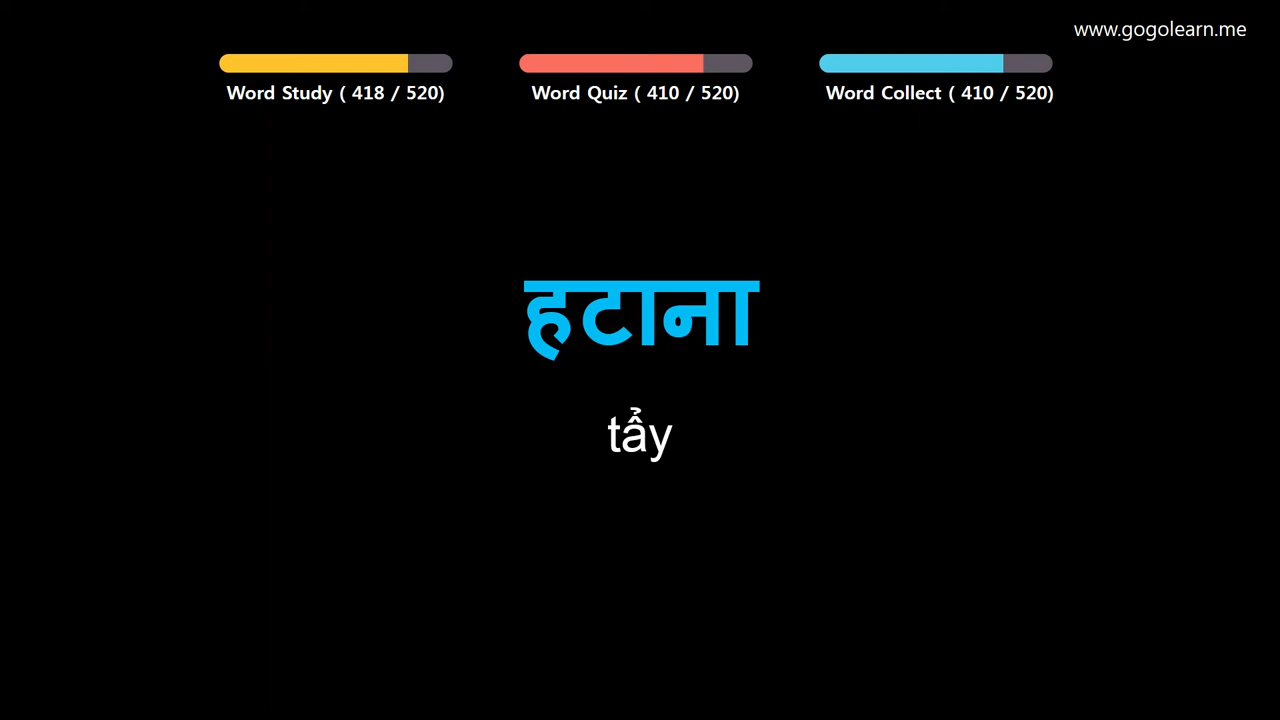 www.gogolearn.me
Word Study ( 418 / 520)
Word Quiz ( 410 / 520)
Word Collect ( 410 / 520)
हटाना
tẩy